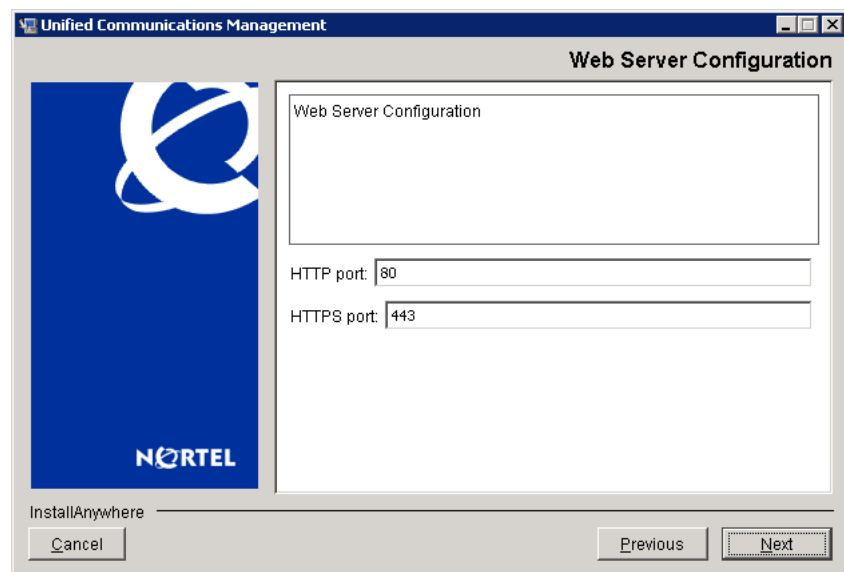 Unified Communications Management
Web Server Configuration
Web Server Configuration
HTTP port: 80
HTTPS port: 443
NORTEL
InstallAnywhere
Cancel Previous Next